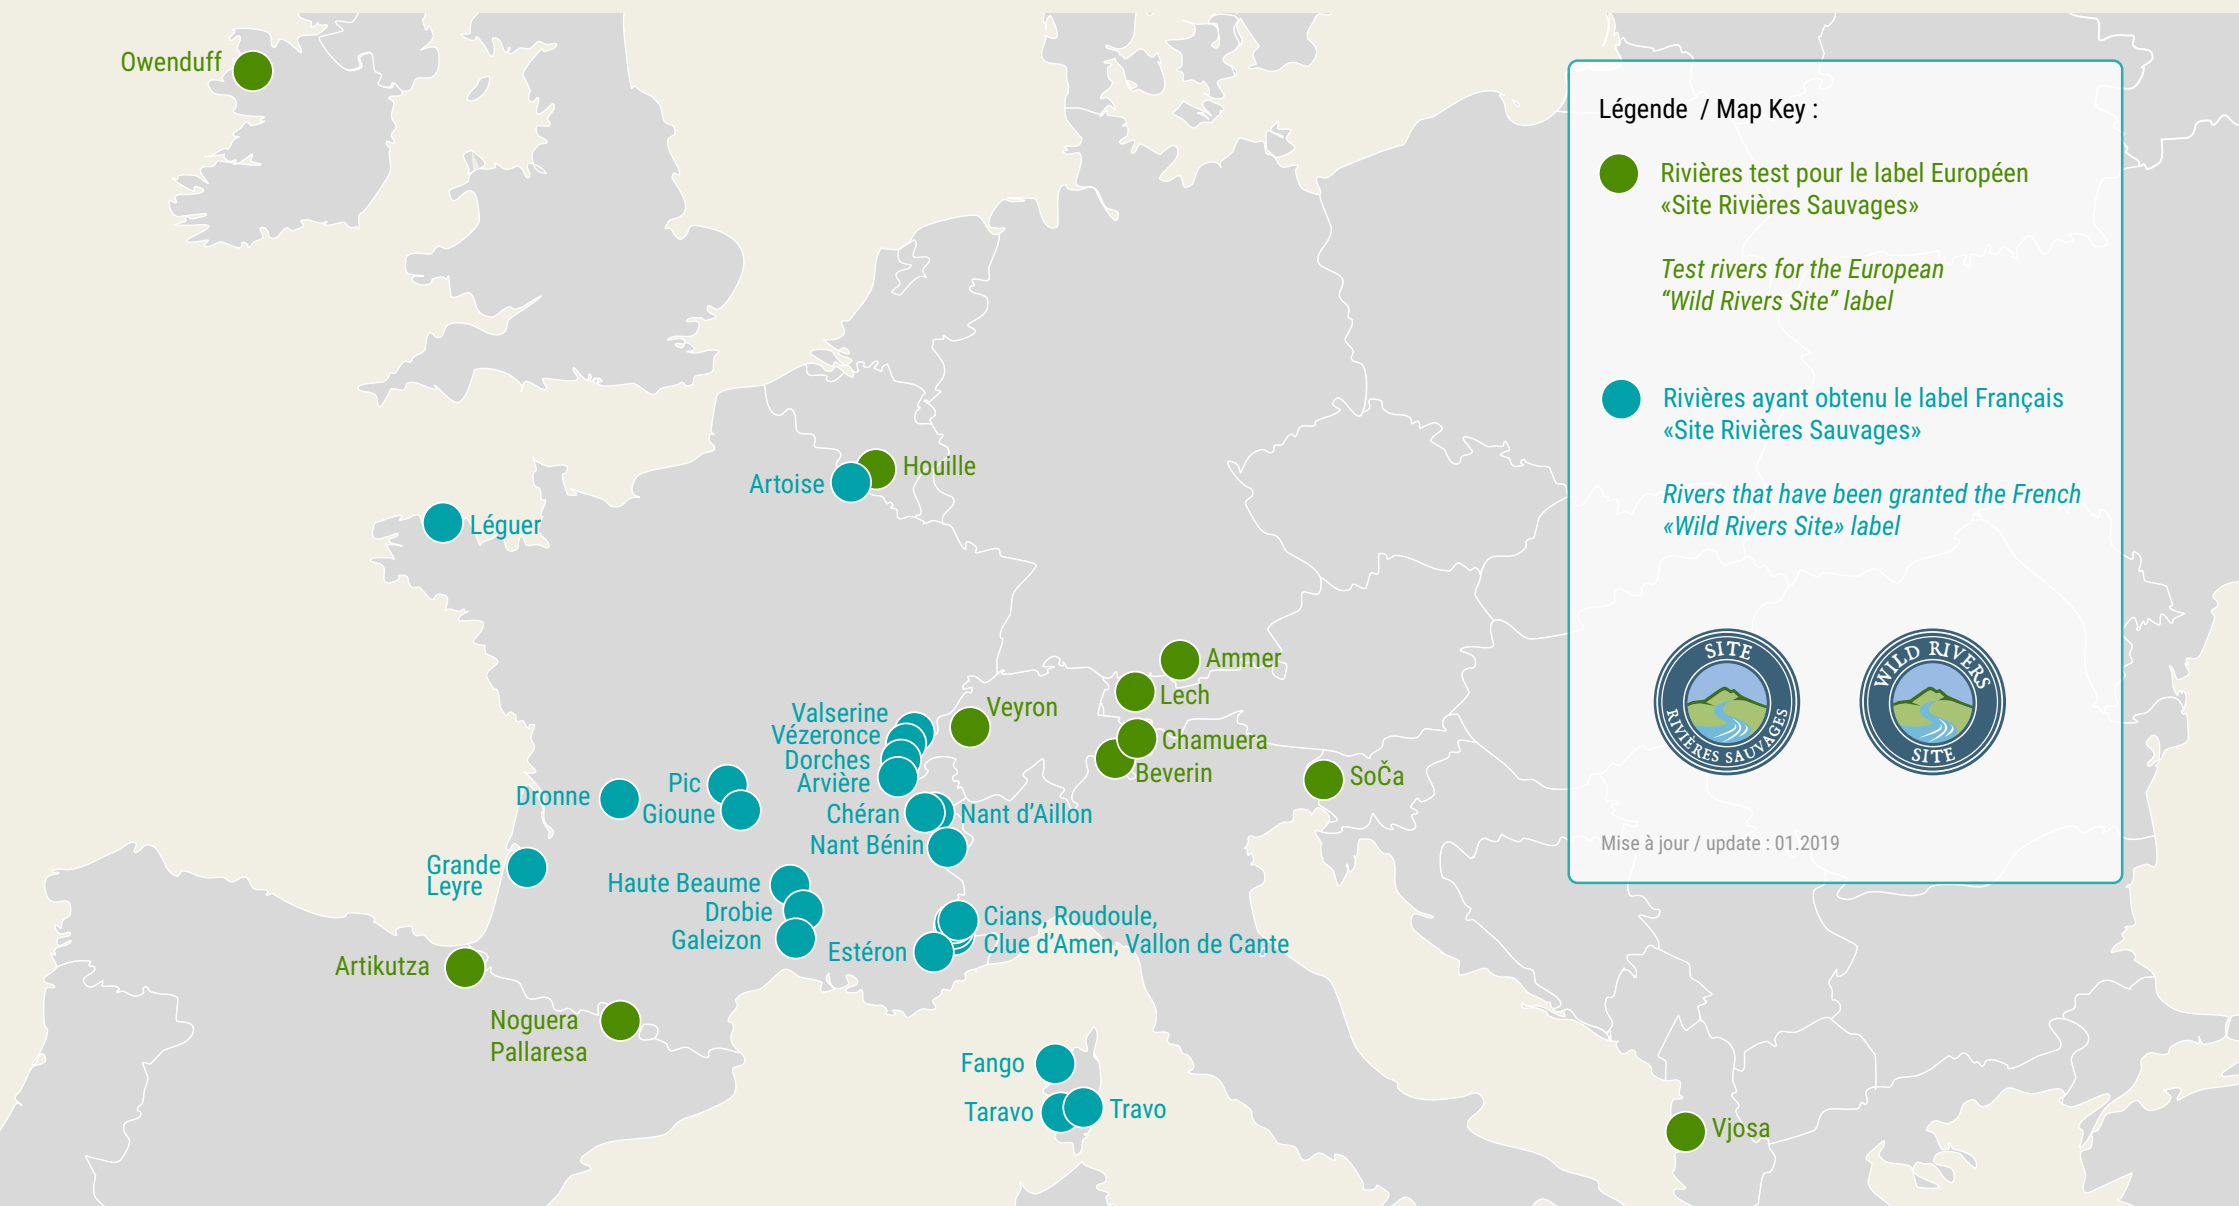 Owenduff
Légende / Map Key :
Rivières test pour le label Européen
«Site Rivières Sauvages»
Test rivers for the European
“Wild Rivers Site” label
Rivières ayant obtenu le label Français
«Site Rivières Sauvages»
Rivers that have been granted the French
«Wild Rivers Site» label
SITE
RIVIÈRES SAUVAGES
WILD RIVERS
SITE
Mise à jour / update : 01.2019
Houille
Artoise
Léguer
Ammer
Lech
Veyron
Valserine
Vézeronce
Chamuera
Dorches
Beverin
Arvière
SoČa
Pic
Dronne
Gioune
Chéran
Nant d’Aillon
Nant Bénin
Grande
Leyre
Haute Beaume
Drobie
Galeizon
Cians, Roudoule,
Clue d’Amen, Vallon de Cante
Estéron
Artikutza
Noguera
Pallaresa
Fango
Taravo
Travo
Vjosa